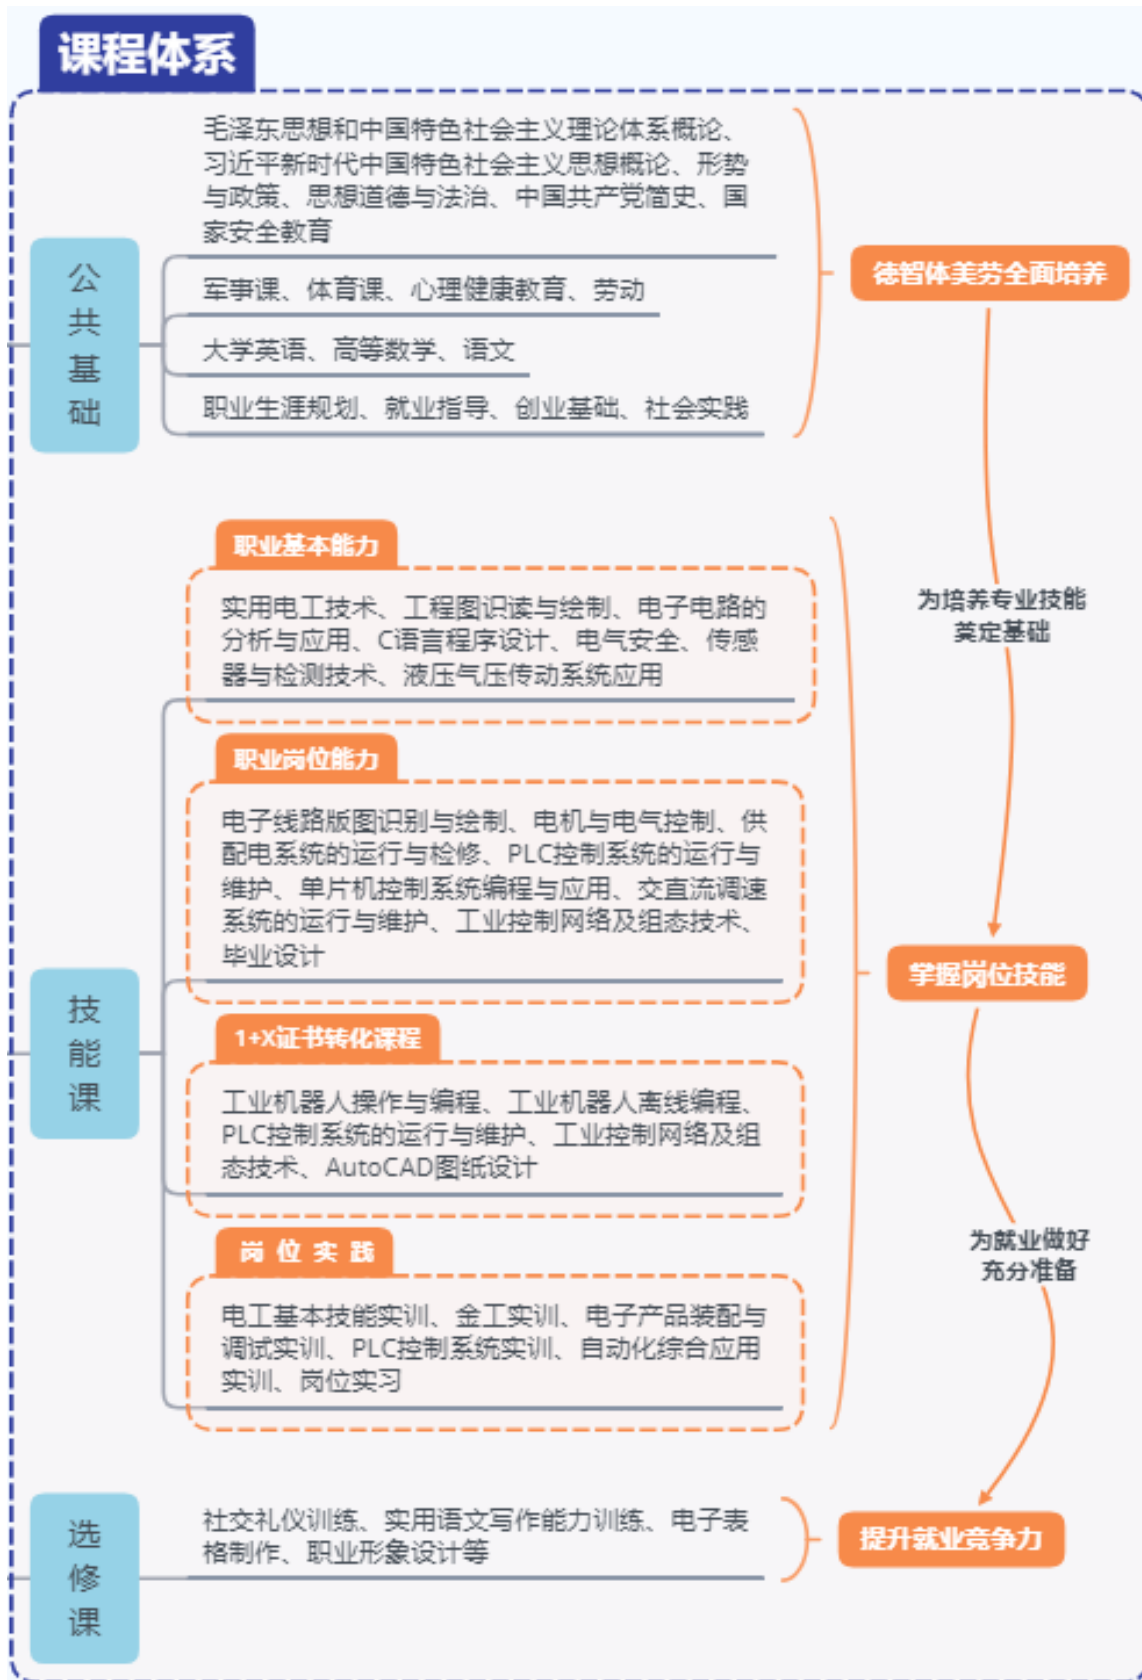 课程体系
毛泽东思想和中国特色社会主义理论体系概论、
习近平新时代中国特色社会主义思想概论、形势
与政策、思想道德与法治、中国共产党简史、国
家安全教育
公共基础
军事课、体育课、心理健康教育、劳动
大学英语、高等数学、语文
职业生涯规划、就业指导、创业基础、社会实践
德智体美劳全面培养
为培养专业技能
奠定基础
职业基本能力
实用电工技术、工程图识读与绘制、电子电路的
分析与应用、C语言程序设计、电气安全、传感
器与检测技术、液压气压传动系统应用
职业岗位能力
电子线路版图识别与绘制、电机与电气控制、供
配电系统的运行与检修、PLC控制系统的运行与
维护、单片机控制系统编程与应用、交直流调速
系统的运行与维护、工业控制网络及组态技术、
毕业设计
技能课
1+X证书转化课程
工业机器人操作与编程、工业机器人离线编程、
PLC控制系统的运行与维护、工业控制网络及组
态技术、AutoCAD图纸设计
岗位实践
电工基本技能实训、金工实训、电子产品装配与
调试实训、PLC控制系统实训、自动化综合应用
实训、岗位实习
掌握岗位技能
为就业做好
充分准备
选修课
社交礼仪训练、实用语文写作能力训练、电子表
格制作、职业形象设计等
提升就业竞争力